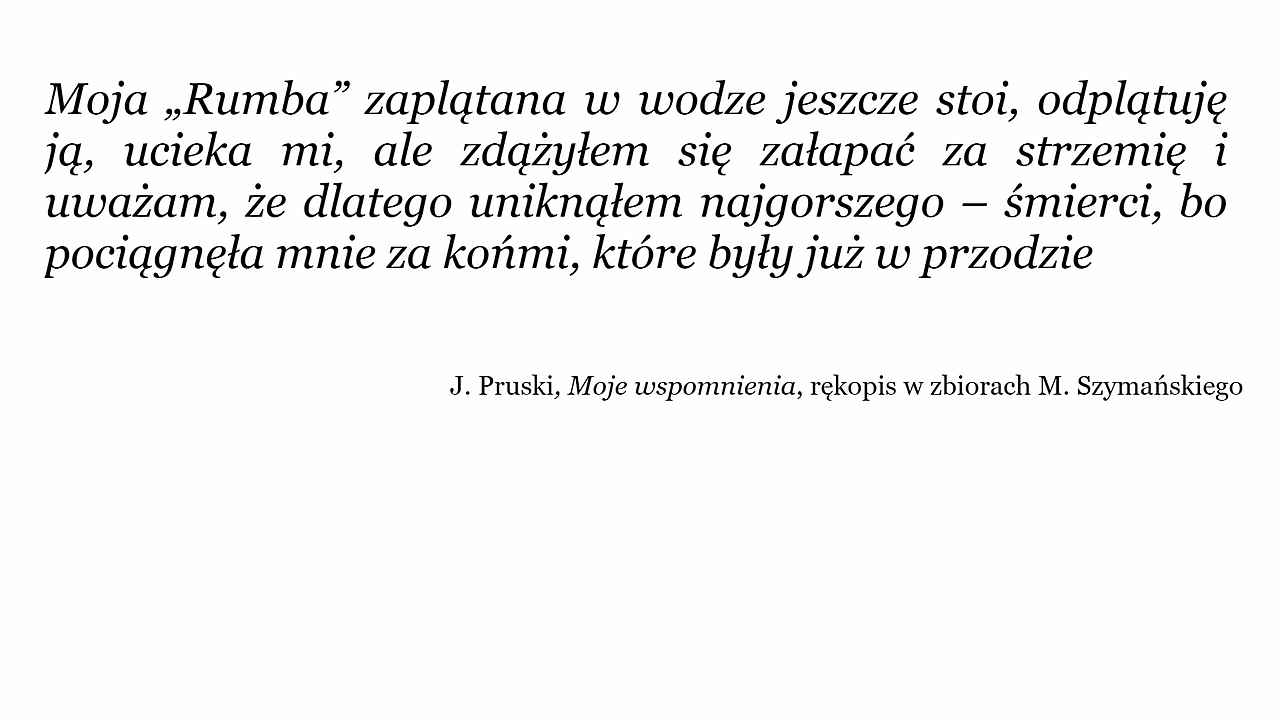 Moja „Rumba” zaplątana w wodze jeszcze stoi, odplątuję
ją, ucieka mi, ale zdążyłem się załapać za strzemię i
uważam, że dlatego uniknąłem najgorszego – śmierci, bo
pociągnęła mnie za końmi, które były już w przodzie
J. Pruski, Moje wspomnienia, rękopis w zbiorach M. Szymańskiego